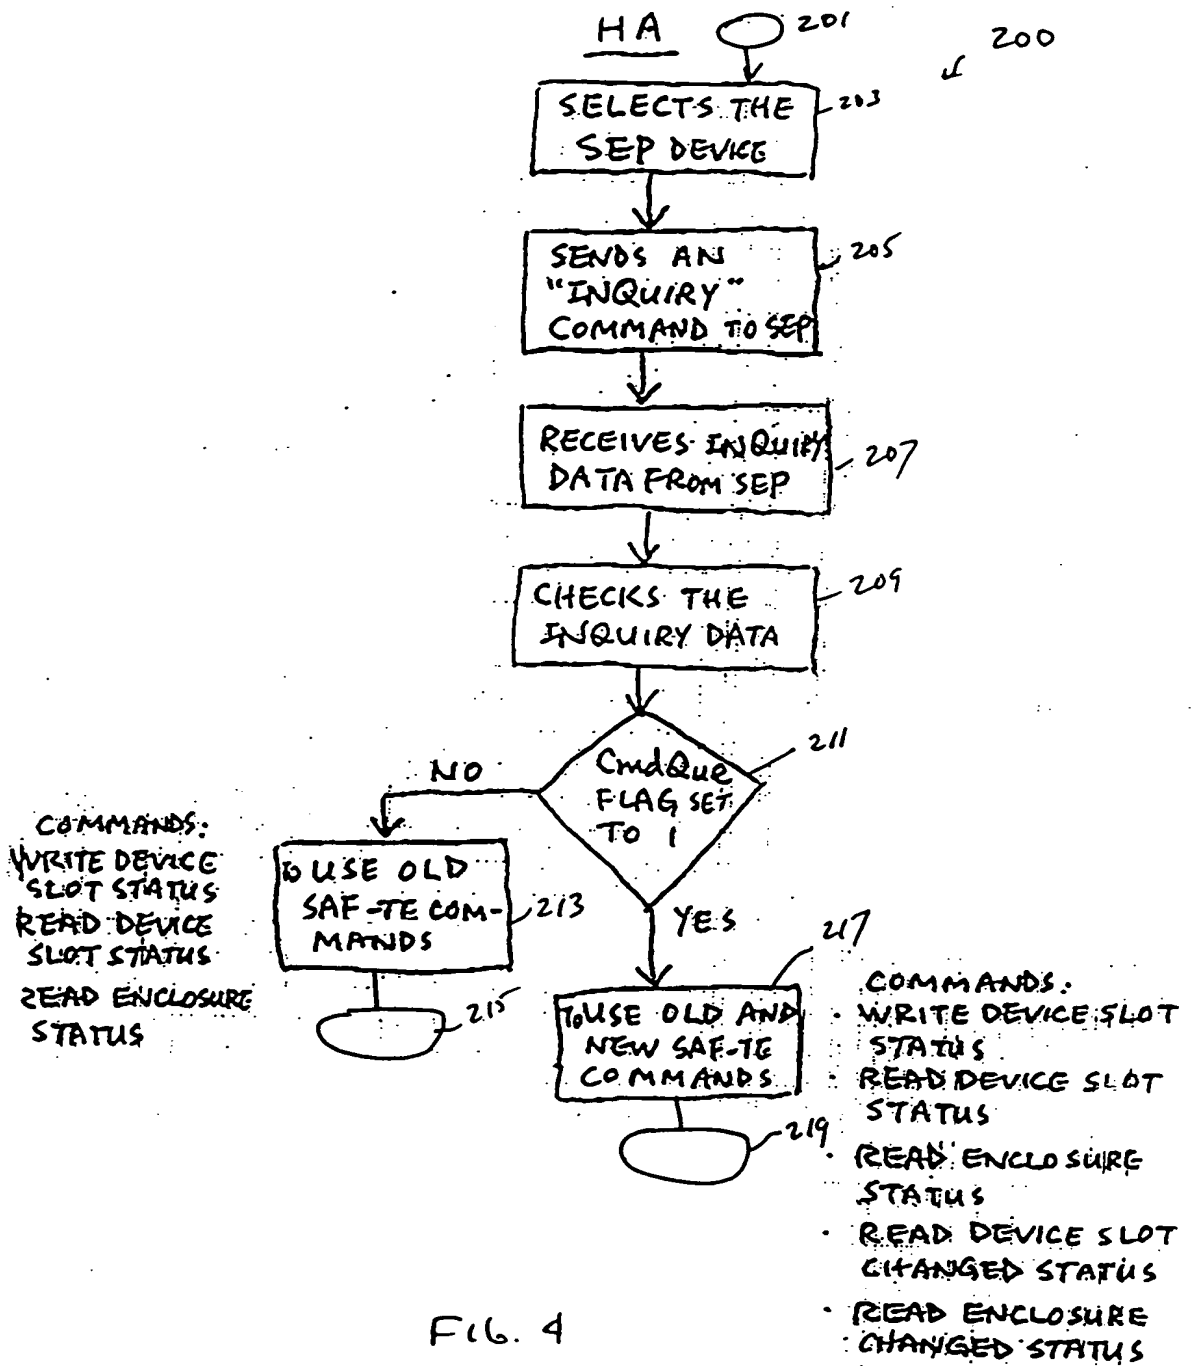 HA
201
200
SELECTS THE
SEP DEVICE
203
SENDS AN
"INQUIRY"
COMMAND TO SEP
205
RECEIVES INQUIRY
DATA FROM SEP
207
CHECKS THE
INQUIRY DATA
209
CmdQue
FLAG SET
TO 1
211
NO
YES
COMMANDS:
WRITE DEVICE
SLOT STATUS
READ DEVICE
SLOT STATUS
READ ENCLOSURE
STATUS
TO USE OLD
SAF-TE COM-
MANDS
213
215
TO USE OLD AND
NEW SAF-TE
COMMANDS
217
219
COMMANDS:
· WRITE DEVICE SLOT
STATUS
· READ DEVICE SLOT
STATUS
· READ ENCLOSURE
STATUS
· READ DEVICE SLOT
CHANGED STATUS
· READ ENCLOSURE
CHANGED STATUS
FIG. 4